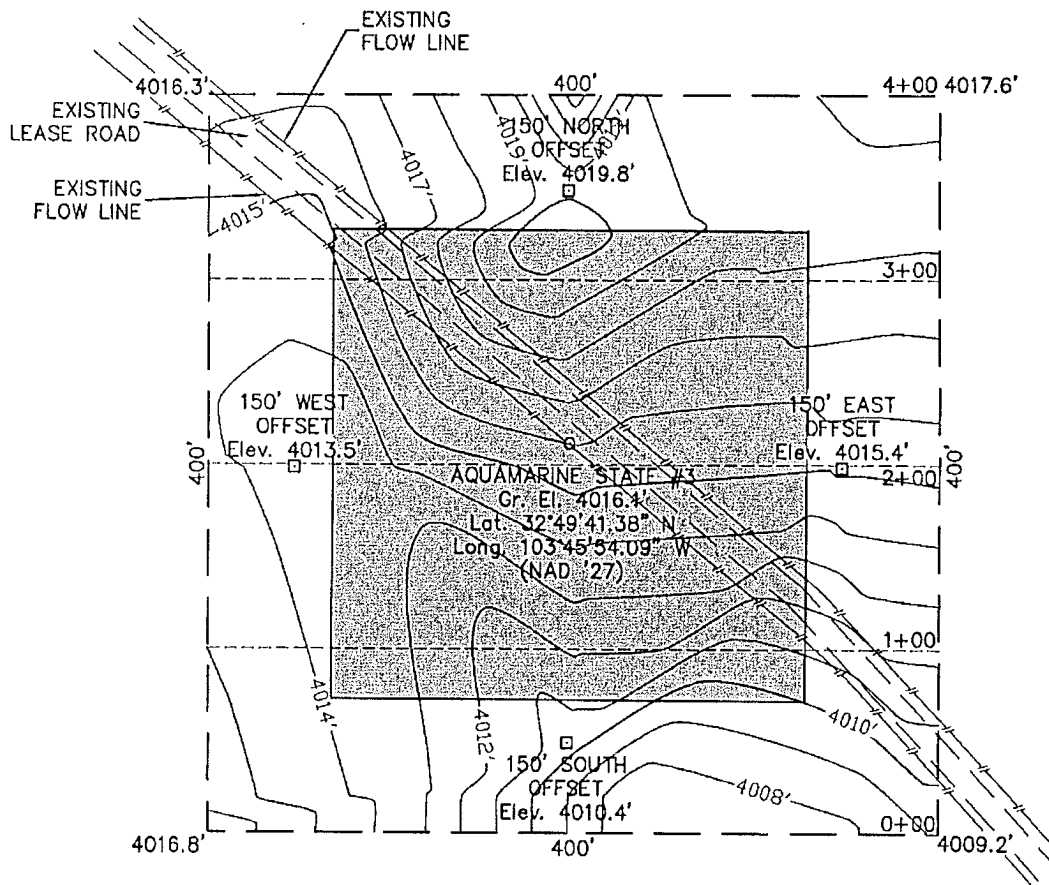 EXISTING
FLOW LINE
4016.3'
400'
4+00 4017.6'
EXISTING
LEASE ROAD
4019'
150' NORTH
OFFSET
Elev. 4019.8'
4017'
EXISTING
FLOW LINE
4015'
3+00
150' WEST
OFFSET
Elev. 4013.5'
150' EAST
OFFSET
Elev. 4015.4'
400'
2+00
400'
AQUAMARINE STATE #3
Gr. El. 4016.1'
Lat. 32°49'41.38" N
Long. 103°45'54.09" W
(NAD '27)
1+00
4014'
4012'
4010'
150' SOUTH
OFFSET
Elev. 4010.4'
4008'
0+00
4016.8'
400'
4009.2'